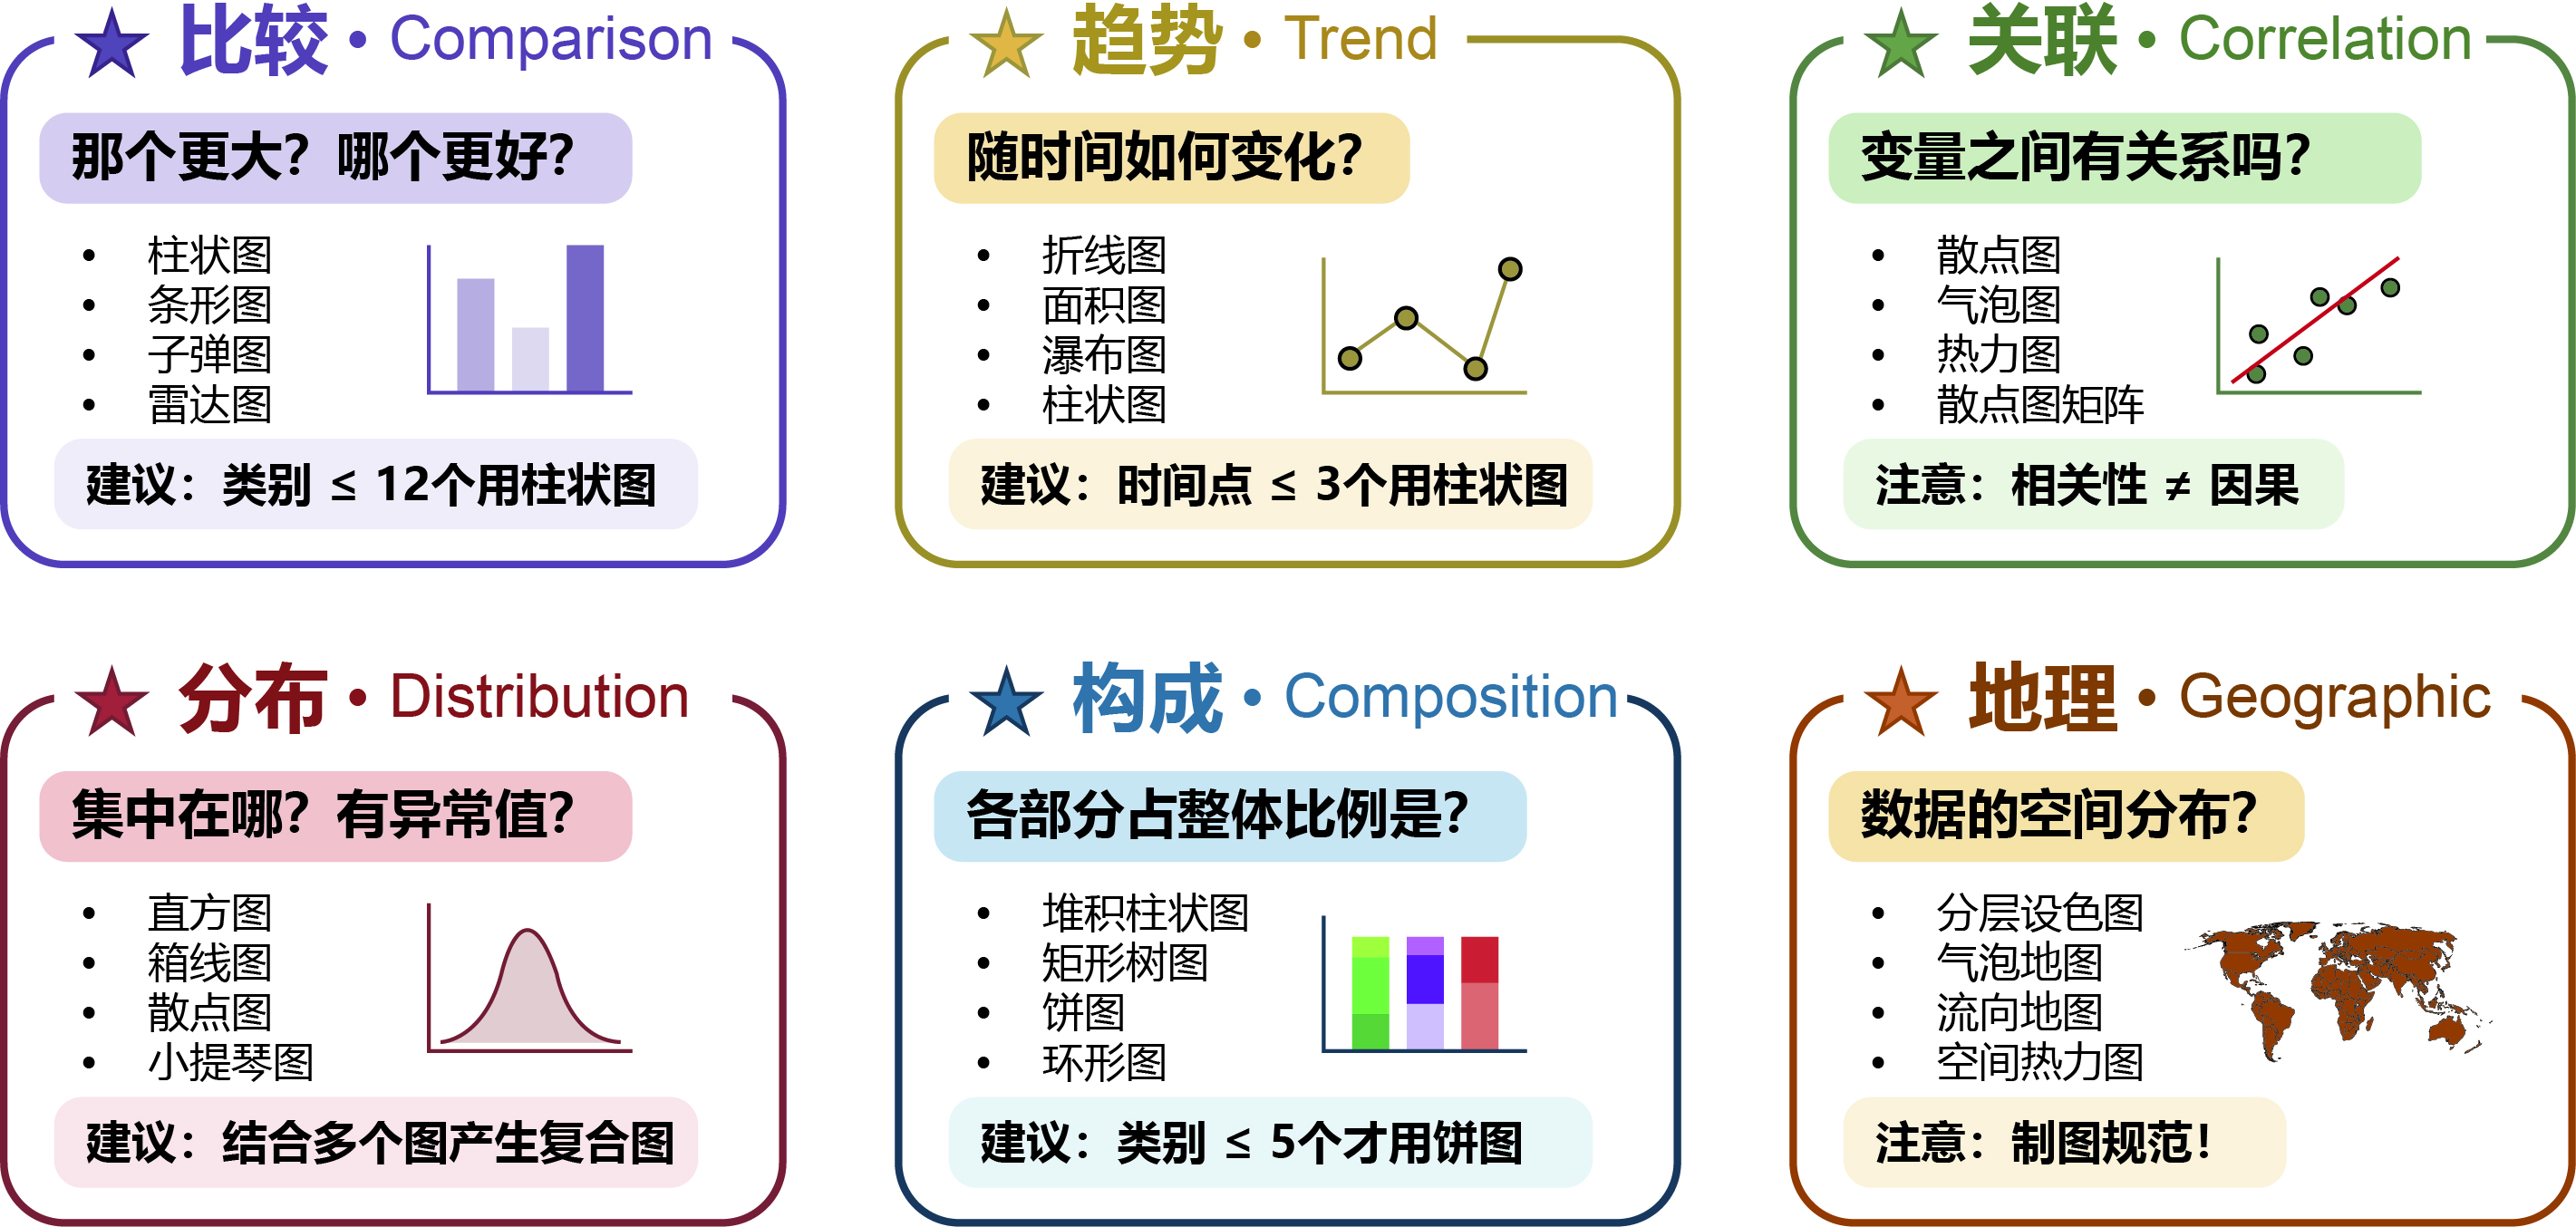 比较 • Comparison
那个更大？哪个更好？
• 柱状图
• 条形图
• 子弹图
• 雷达图
建议：类别 ≤ 12个用柱状图
趋势 • Trend
随时间如何变化？
• 折线图
• 面积图
• 瀑布图
• 柱状图
建议：时间点 ≤ 3个用柱状图
关联 • Correlation
变量之间有关系吗？
• 散点图
• 气泡图
• 热力图
• 散点图矩阵
注意：相关性 ≠ 因果
分布 • Distribution
集中在哪？有异常值？
• 直方图
• 箱线图
• 散点图
• 小提琴图
建议：结合多个图产生复合图
构成 • Composition
各部分占整体比例是？
• 堆积柱状图
• 矩形树图
• 饼图
• 环形图
建议：类别 ≤ 5个才用饼图
地理 • Geographic
数据的空间分布？
• 分层设色图
• 气泡地图
• 流向地图
• 空间热力图
注意：制图规范！